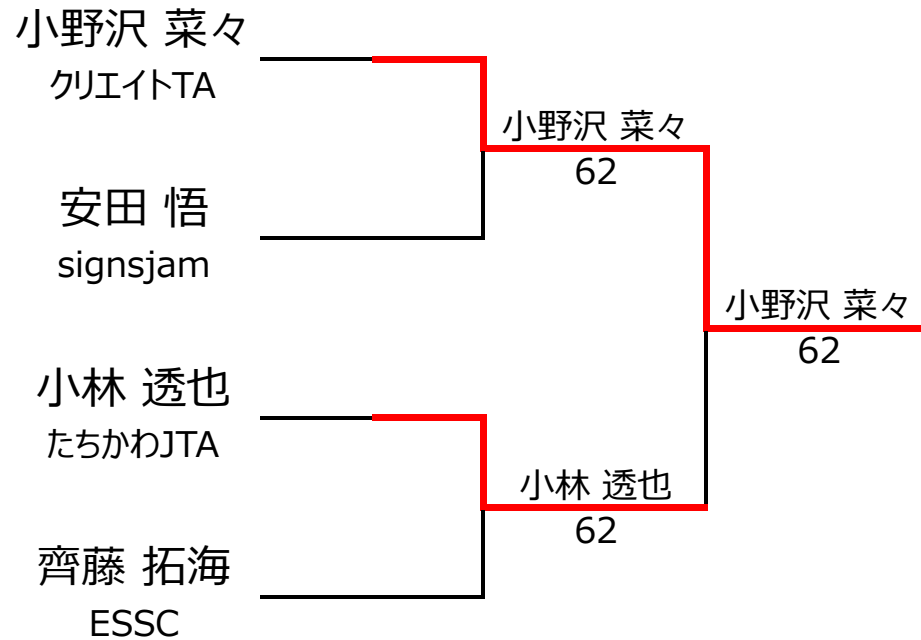 小野沢 菜々
クリエイトTA
小野沢 菜々
62
安田 悟
signsjam
小野沢 菜々
62
小林 透也
たちかわJTA
小林 透也
62
齊藤 拓海
ESSC